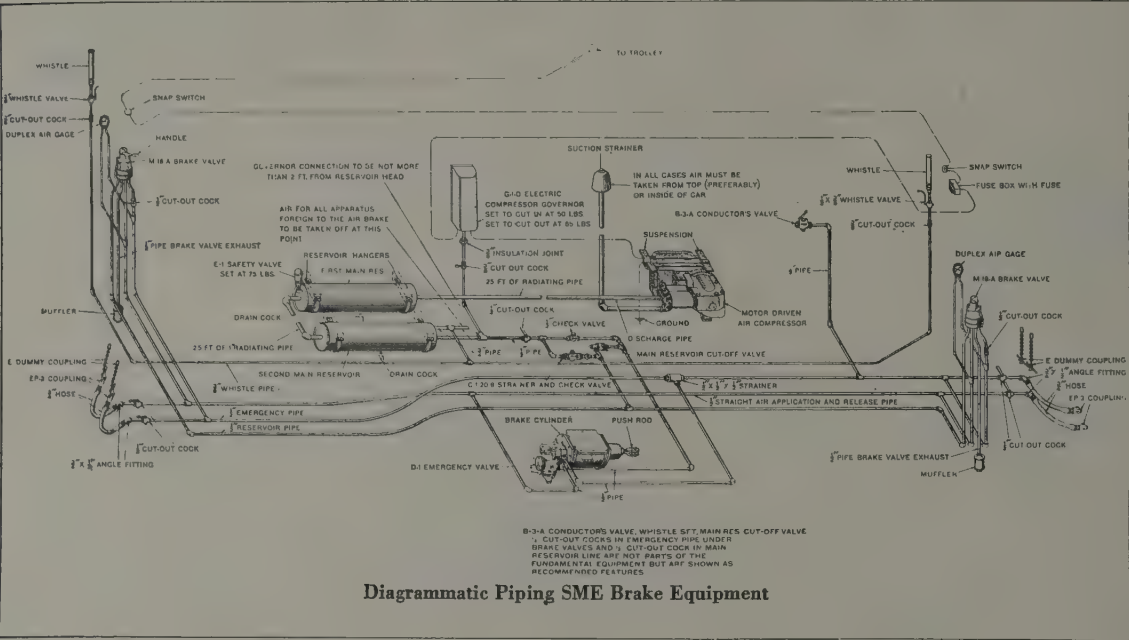 TO TROLLEY
WHISTLE
WHISTLE VALVE
SNAP SWITCH
CUT-OUT COCK
DUPLEX AIR GAGE
HANDLE
M-18-A BRAKE VALVE
CUT-OUT COCK
PIPE BRAKE VALVE EXHAUST
GOVERNOR CONNECTION TO BE NOT MORE
THAN 2 FT. FROM RESERVOIR HEAD
AIR FOR ALL APPARATUS
FOREIGN TO THE AIR BRAKE
TO BE TAKEN OFF AT THIS
POINT
ELECTRIC
COMPRESSOR GOVERNOR
SET TO CUT IN AT 50 LBS
SET TO CUT OUT AT 65 LBS
INSULATION JOINT
CUT OUT COCK
25 FT OF RADIATING PIPE
SUCTION STRAINER
IN ALL CASES AIR MUST BE
TAKEN FROM TOP (PREFERABLY)
OR INSIDE OF CAR
B-3-A CONDUCTOR'S VALVE
SUSPENSION
WHISTLE
SNAP SWITCH
FUSE BOX WITH FUSE
WHISTLE VALVE
CUT-OUT COCK
DUPLEX AIR GAGE
M-18-A BRAKE VALVE
PIPE
CUT-OUT COCK
RESERVOIR HANGERS
E-1 SAFETY VALVE
SET AT 75 LBS.
FIRST MAIN RES.
MUFFLER
DRAIN COCK
25 FT OF RADIATING PIPE
SECOND MAIN RESERVOIR
DRAIN COCK
CUT-OUT COCK
CHECK VALVE
GROUND
MOTOR DRIVEN
AIR COMPRESSOR
DISCHARGE PIPE
MAIN RESERVOIR CUT-OFF VALVE
PIPE
PIPE
STRAINER AND CHECK VALVE
STRAINER
STRAIGHT AIR APPLICATION AND RELEASE PIPE
E DUMMY COUPLING
EP-3 COUPLING
HOSE
WHISTLE PIPE
EMERGENCY PIPE
RESERVOIR PIPE
CUT-OUT COCK
ANGLE FITTING
BRAKE CYLINDER
PUSH ROD
D-1 EMERGENCY VALVE
PIPE
E DUMMY COUPLING
ANGLE FITTING
HOSE
EP 3 COUPLING
CUT OUT COCK
PIPE BRAKE VALVE EXHAUST
MUFFLER
B-3-A CONDUCTOR'S VALVE, WHISTLE SET, MAIN RES CUT-OFF VALVE
CUT-OUT COCKS IN EMERGENCY PIPE UNDER
BRAKE VALVES AND CUT-OUT COCK IN MAIN
RESERVOIR LINE ARE NOT PARTS OF THE
FUNDAMENTAL EQUIPMENT BUT ARE SHOWN AS
RECOMMENDED FEATURES
Diagrammatic Piping SME Brake Equipment